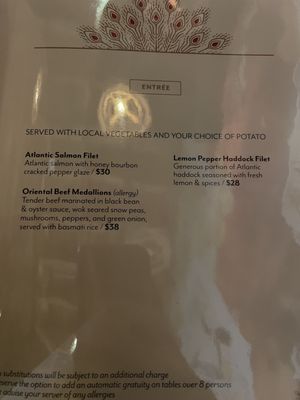 ENTRÉE
SERVED WITH LOCAL VEGETABLES AND YOUR CHOICE OF POTATO
Atlantic Salmon Filet
Atlantic salmon with honey bourbon
cracked pepper glaze / $30
Oriental Beef Medallions (allergy)
Tender beef marinated in black bean
& oyster sauce, wok seared snow peas,
mushrooms, peppers, and green onion,
served with basmati rice / $38
Lemon Pepper Haddock Filet
Generous portion of Atlantic
haddock seasoned with fresh
lemon & spices / $28
substitutions will be subject to an additional charge
the option to add an automatic gratuity on tables over 8 persons
advise your server of any allergies